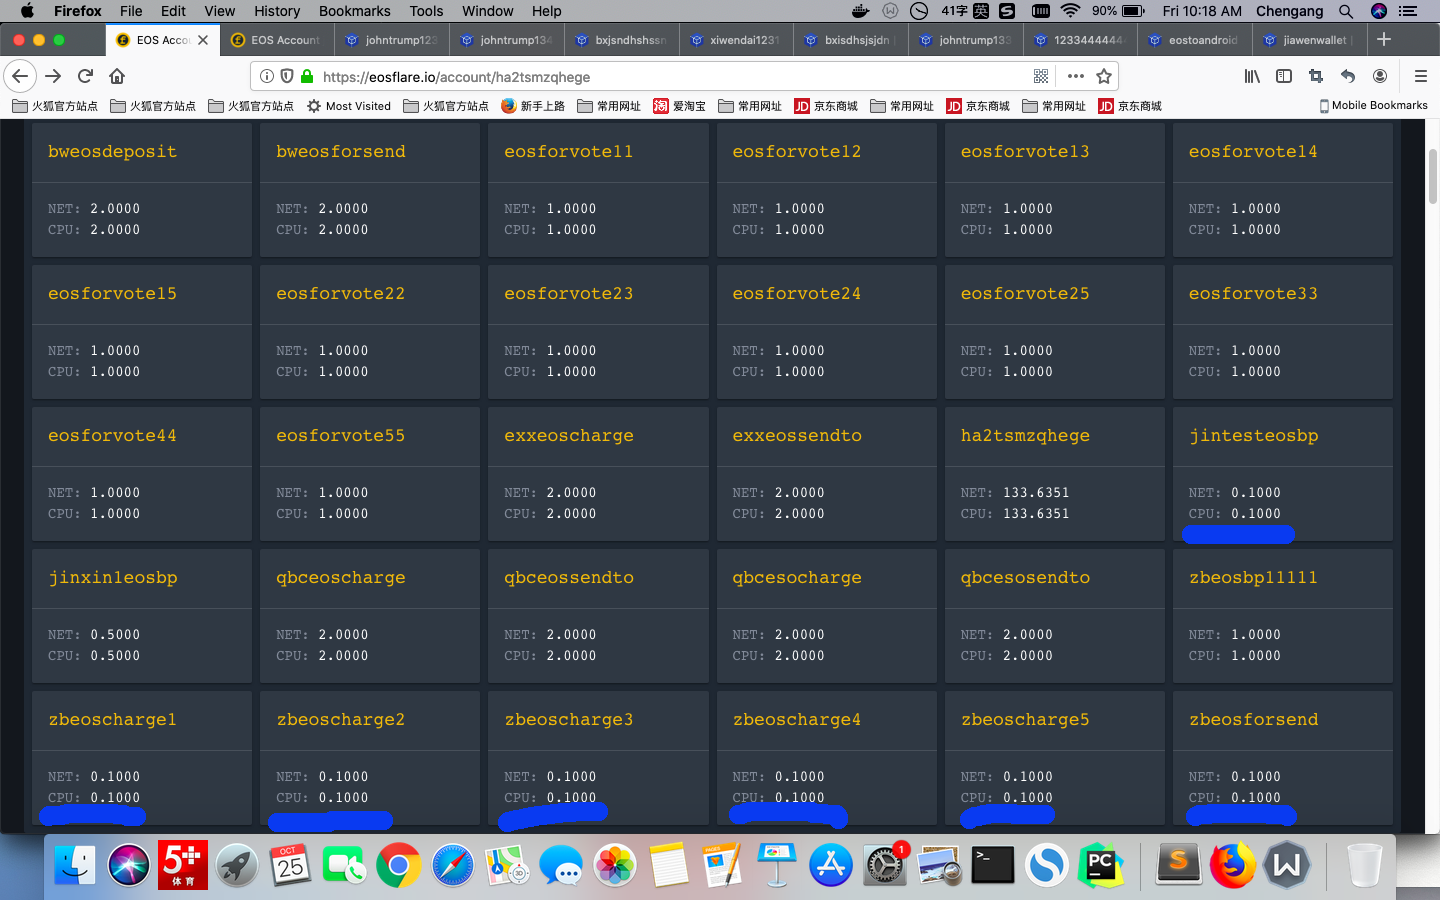 Firefox File Edit View History Bookmarks Tools Window Help 41字 英 S 90% Fri 10:18 AM Chengang
EOS Accou EOS Account johntrump123 johntrump134 bxjsndhshssn xiwendai1231 bxisdhsjsjdn johntrump133 1233444444 eostoandroid jiawenwallet |
https://eosflare.io/account/ha2tsmzqhege
火狐官方站点 火狐官方站点 火狐官方站点 Most Visited 火狐官方站点 新手上路 常用网址 淘 爱淘宝 常用网址 JD 京东商城 常用网址 JD 京东商城 常用网址 JD 京东商城 Mobile Bookmarks
bweosdeposit bweosforsend eosforvote11 eosforvote12 eosforvote13 eosforvote14
NET: 2.0000 NET: 2.0000 NET: 1.0000 NET: 1.0000 NET: 1.0000 NET: 1.0000
CPU: 2.0000 CPU: 2.0000 CPU: 1.0000 CPU: 1.0000 CPU: 1.0000 CPU: 1.0000
eosforvote15 eosforvote22 eosforvote23 eosforvote24 eosforvote25 eosforvote33
NET: 1.0000 NET: 1.0000 NET: 1.0000 NET: 1.0000 NET: 1.0000 NET: 1.0000
CPU: 1.0000 CPU: 1.0000 CPU: 1.0000 CPU: 1.0000 CPU: 1.0000 CPU: 1.0000
eosforvote44 eosforvote55 exxeoscharge exxeossendto ha2tsmzqhege jintesteosbp
NET: 1.0000 NET: 1.0000 NET: 2.0000 NET: 2.0000 NET: 133.6351 NET: 0.1000
CPU: 1.0000 CPU: 1.0000 CPU: 2.0000 CPU: 2.0000 CPU: 133.6351 CPU: 0.1000
jinxin1eosbp qbceoscharge qbceossendto qbcesocharge qbcesosendto zbeosbp11111
NET: 0.5000 NET: 2.0000 NET: 2.0000 NET: 2.0000 NET: 2.0000 NET: 1.0000
CPU: 0.5000 CPU: 2.0000 CPU: 2.0000 CPU: 2.0000 CPU: 2.0000 CPU: 1.0000
zbeoscharge1 zbeoscharge2 zbeoscharge3 zbeoscharge4 zbeoscharge5 zbeosforsend
NET: 0.1000 NET: 0.1000 NET: 0.1000 NET: 0.1000 NET: 0.1000 NET: 0.1000
CPU: 0.1000 CPU: 0.1000 CPU: 0.1000 CPU: 0.1000 CPU: 0.1000 CPU: 0.1000
5+ 体育 OCT 25 3D PAGES 1 >_ S PC S W